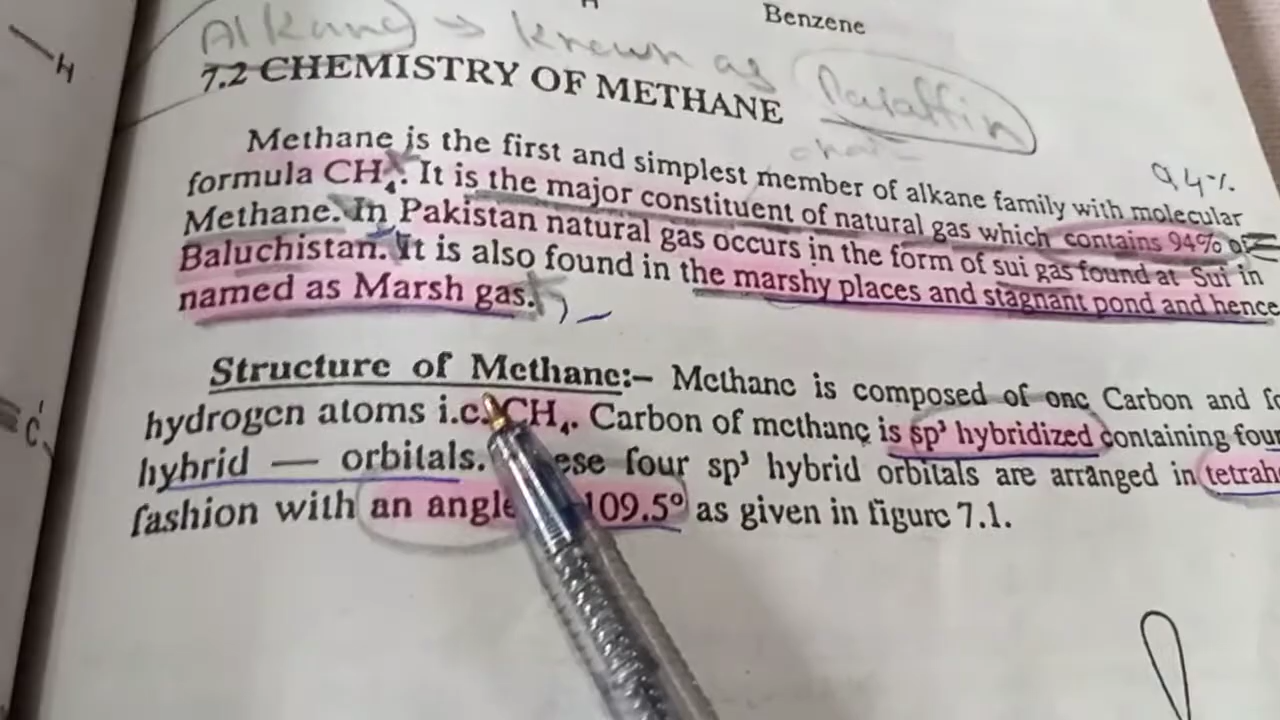 H
Benzene
Alkane → known as Paraffin
7.2 CHEMISTRY OF METHANE
94%
Methane is the first and simplest member of alkane family with molecular
formula CH₄. It is the major constituent of natural gas which contains 94% of
Methane. In Pakistan natural gas occurs in the form of sui gas found at Sui in
Baluchistan. It is also found in the marshy places and stagnant pond and hence
named as Marsh gas.
Structure of Methane:– Methane is composed of one Carbon and fo
hydrogen atoms i.e. CH₄. Carbon of methane is sp³ hybridized containing four
hybrid — orbitals. ese four sp³ hybrid orbitals are arranged in tetrah
fashion with an angle 109.5° as given in figure 7.1.
H
C